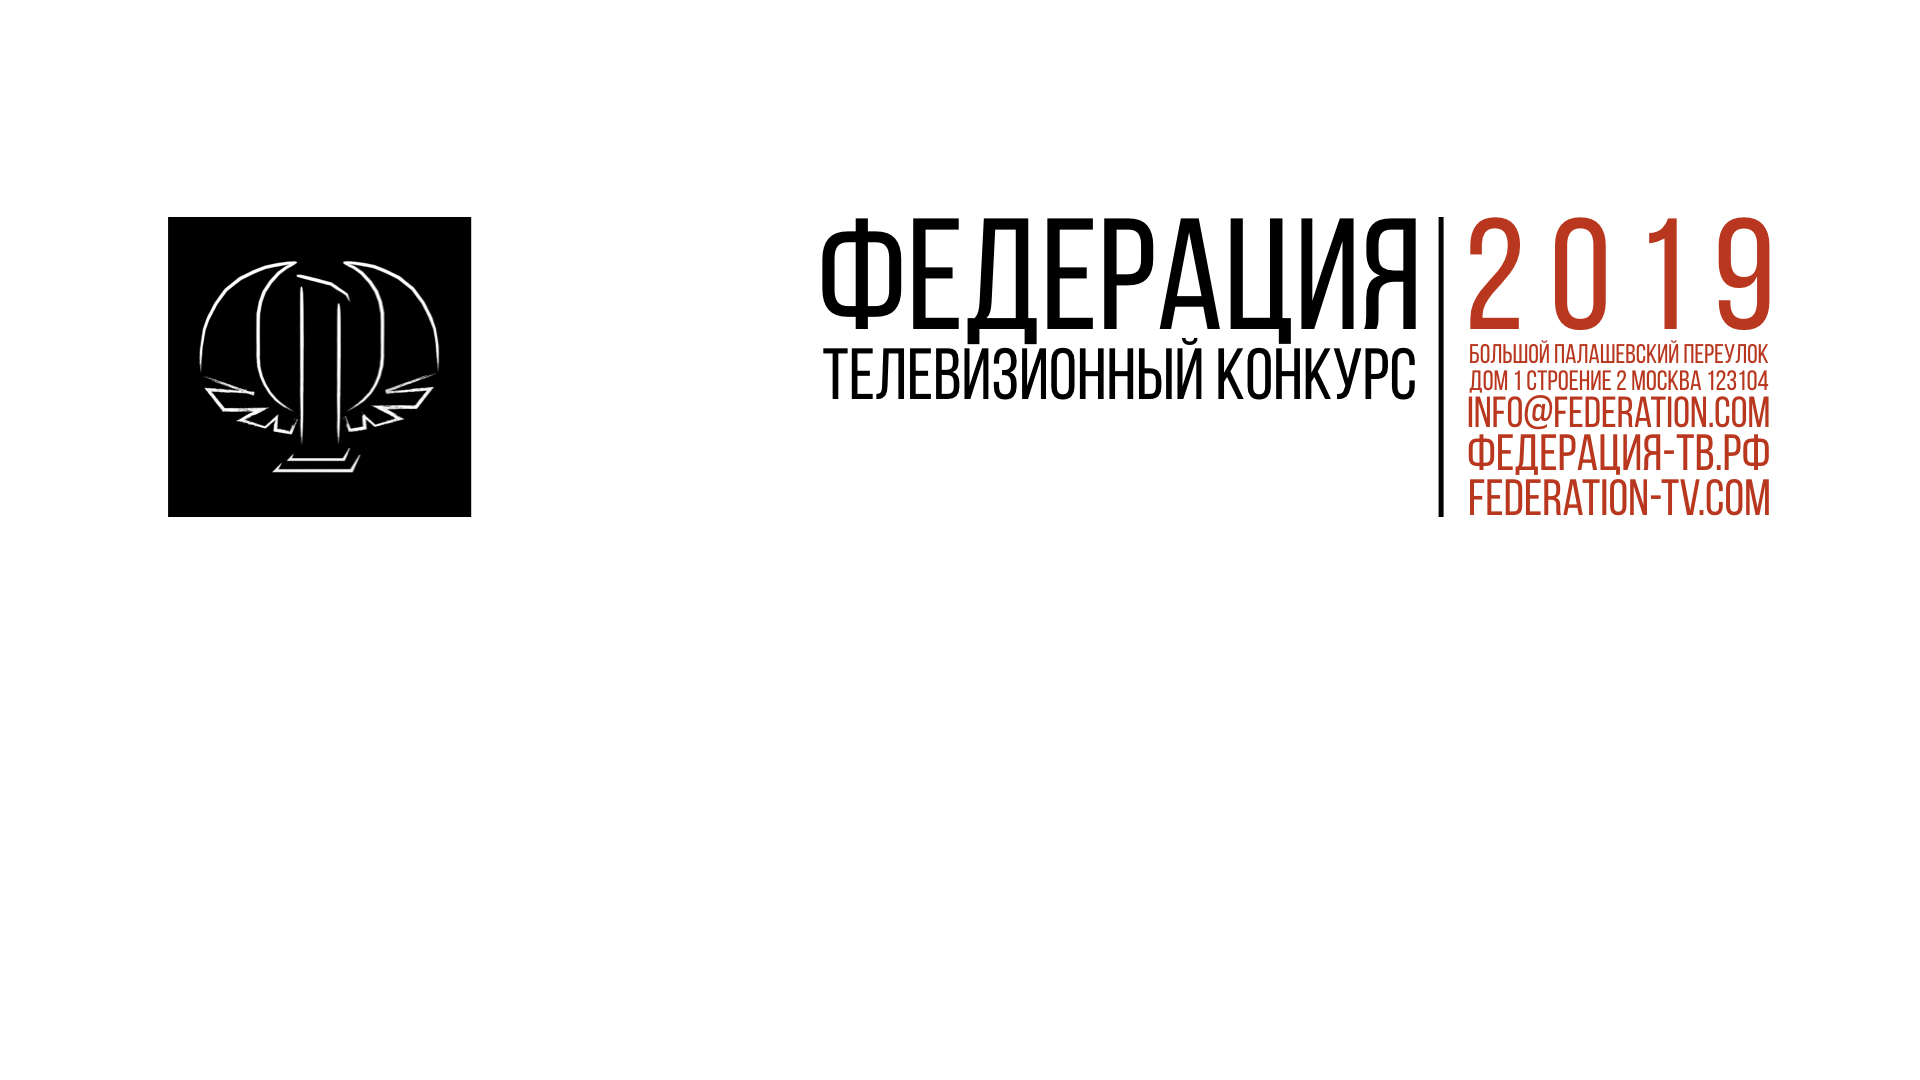 ФЕДЕРАЦИЯ
ТЕЛЕВИЗИОННЫЙ КОНКУРС
2019
БОЛЬШОЙ ПАЛАШЕВСКИЙ ПЕРЕУЛОК
ДОМ 1 СТРОЕНИЕ 2 МОСКВА 123104
INFO@FEDERATION.COM
ФЕДЕРАЦИЯ-ТВ.РФ
FEDERATION-TV.COM